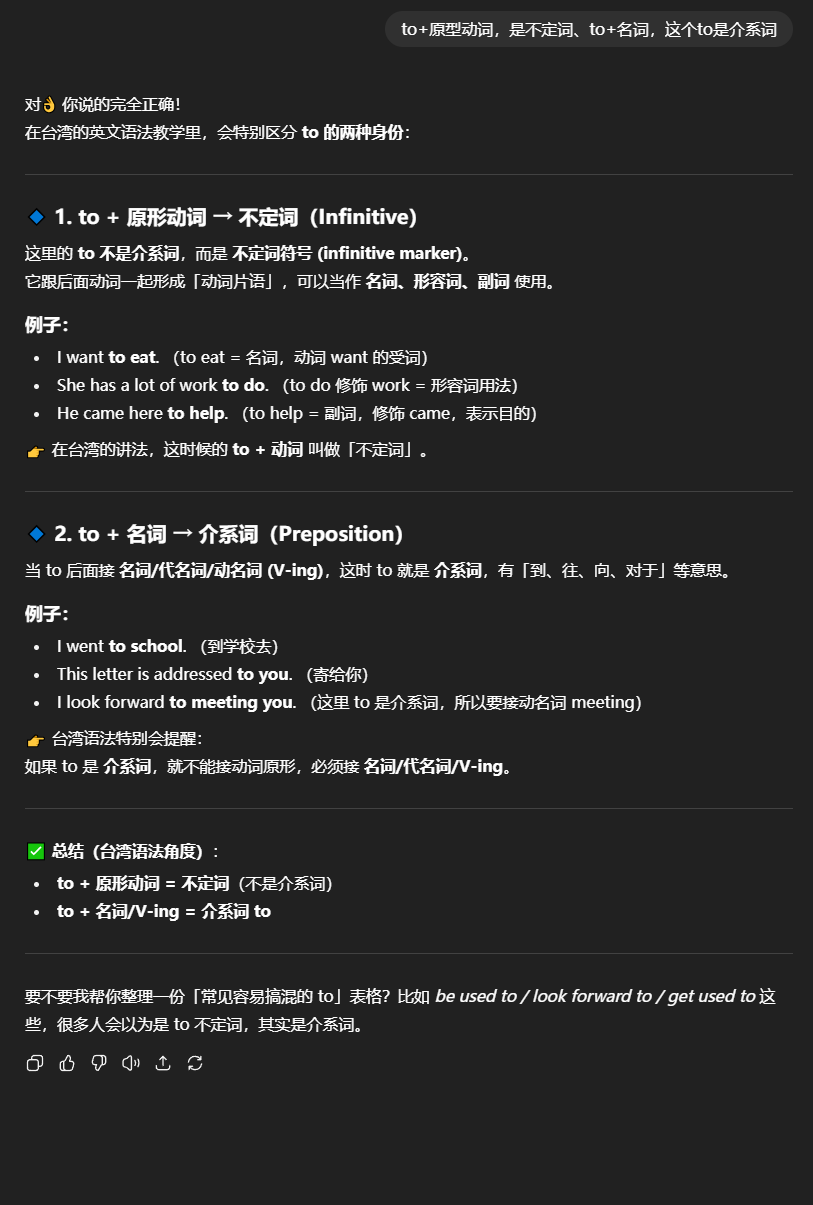 to+原型动词，是不定词、to+名词，这个to是介系词
对👌 你说的完全正确！
在台湾的英文语法教学里，会特别区分 to 的两种身份：
🔹 1. to + 原形动词 → 不定词（Infinitive）
这里的 to 不是介系词，而是 不定词符号 (infinitive marker)。
它跟后面动词一起形成「动词片语」，可以当作 名词、形容词、副词 使用。
例子：
• I want to eat. （to eat = 名词，动词 want 的受词）
• She has a lot of work to do. （to do 修饰 work = 形容词用法）
• He came here to help. （to help = 副词，修饰 came，表示目的）
👉 在台湾的讲法，这时候的 to + 动词 叫做「不定词」。
🔹 2. to + 名词 → 介系词（Preposition）
当 to 后面接 名词/代名词/动名词 (V-ing)，这时 to 就是 介系词，有「到、往、向、对于」等意思。
例子：
• I went to school. （到学校去）
• This letter is addressed to you. （寄给你）
• I look forward to meeting you. （这里 to 是介系词，所以要接动名词 meeting）
👉 台湾语法特别会提醒：
如果 to 是 介系词，就不能接动词原形，必须接 名词/代名词/V-ing。
✅ 总结（台湾语法角度）：
• to + 原形动词 = 不定词（不是介系词）
• to + 名词/V-ing = 介系词 to
要不要我帮你整理一份「常见容易搞混的 to」表格？比如 be used to / look forward to / get used to 这
些，很多人会以为是 to 不定词，其实是介系词。